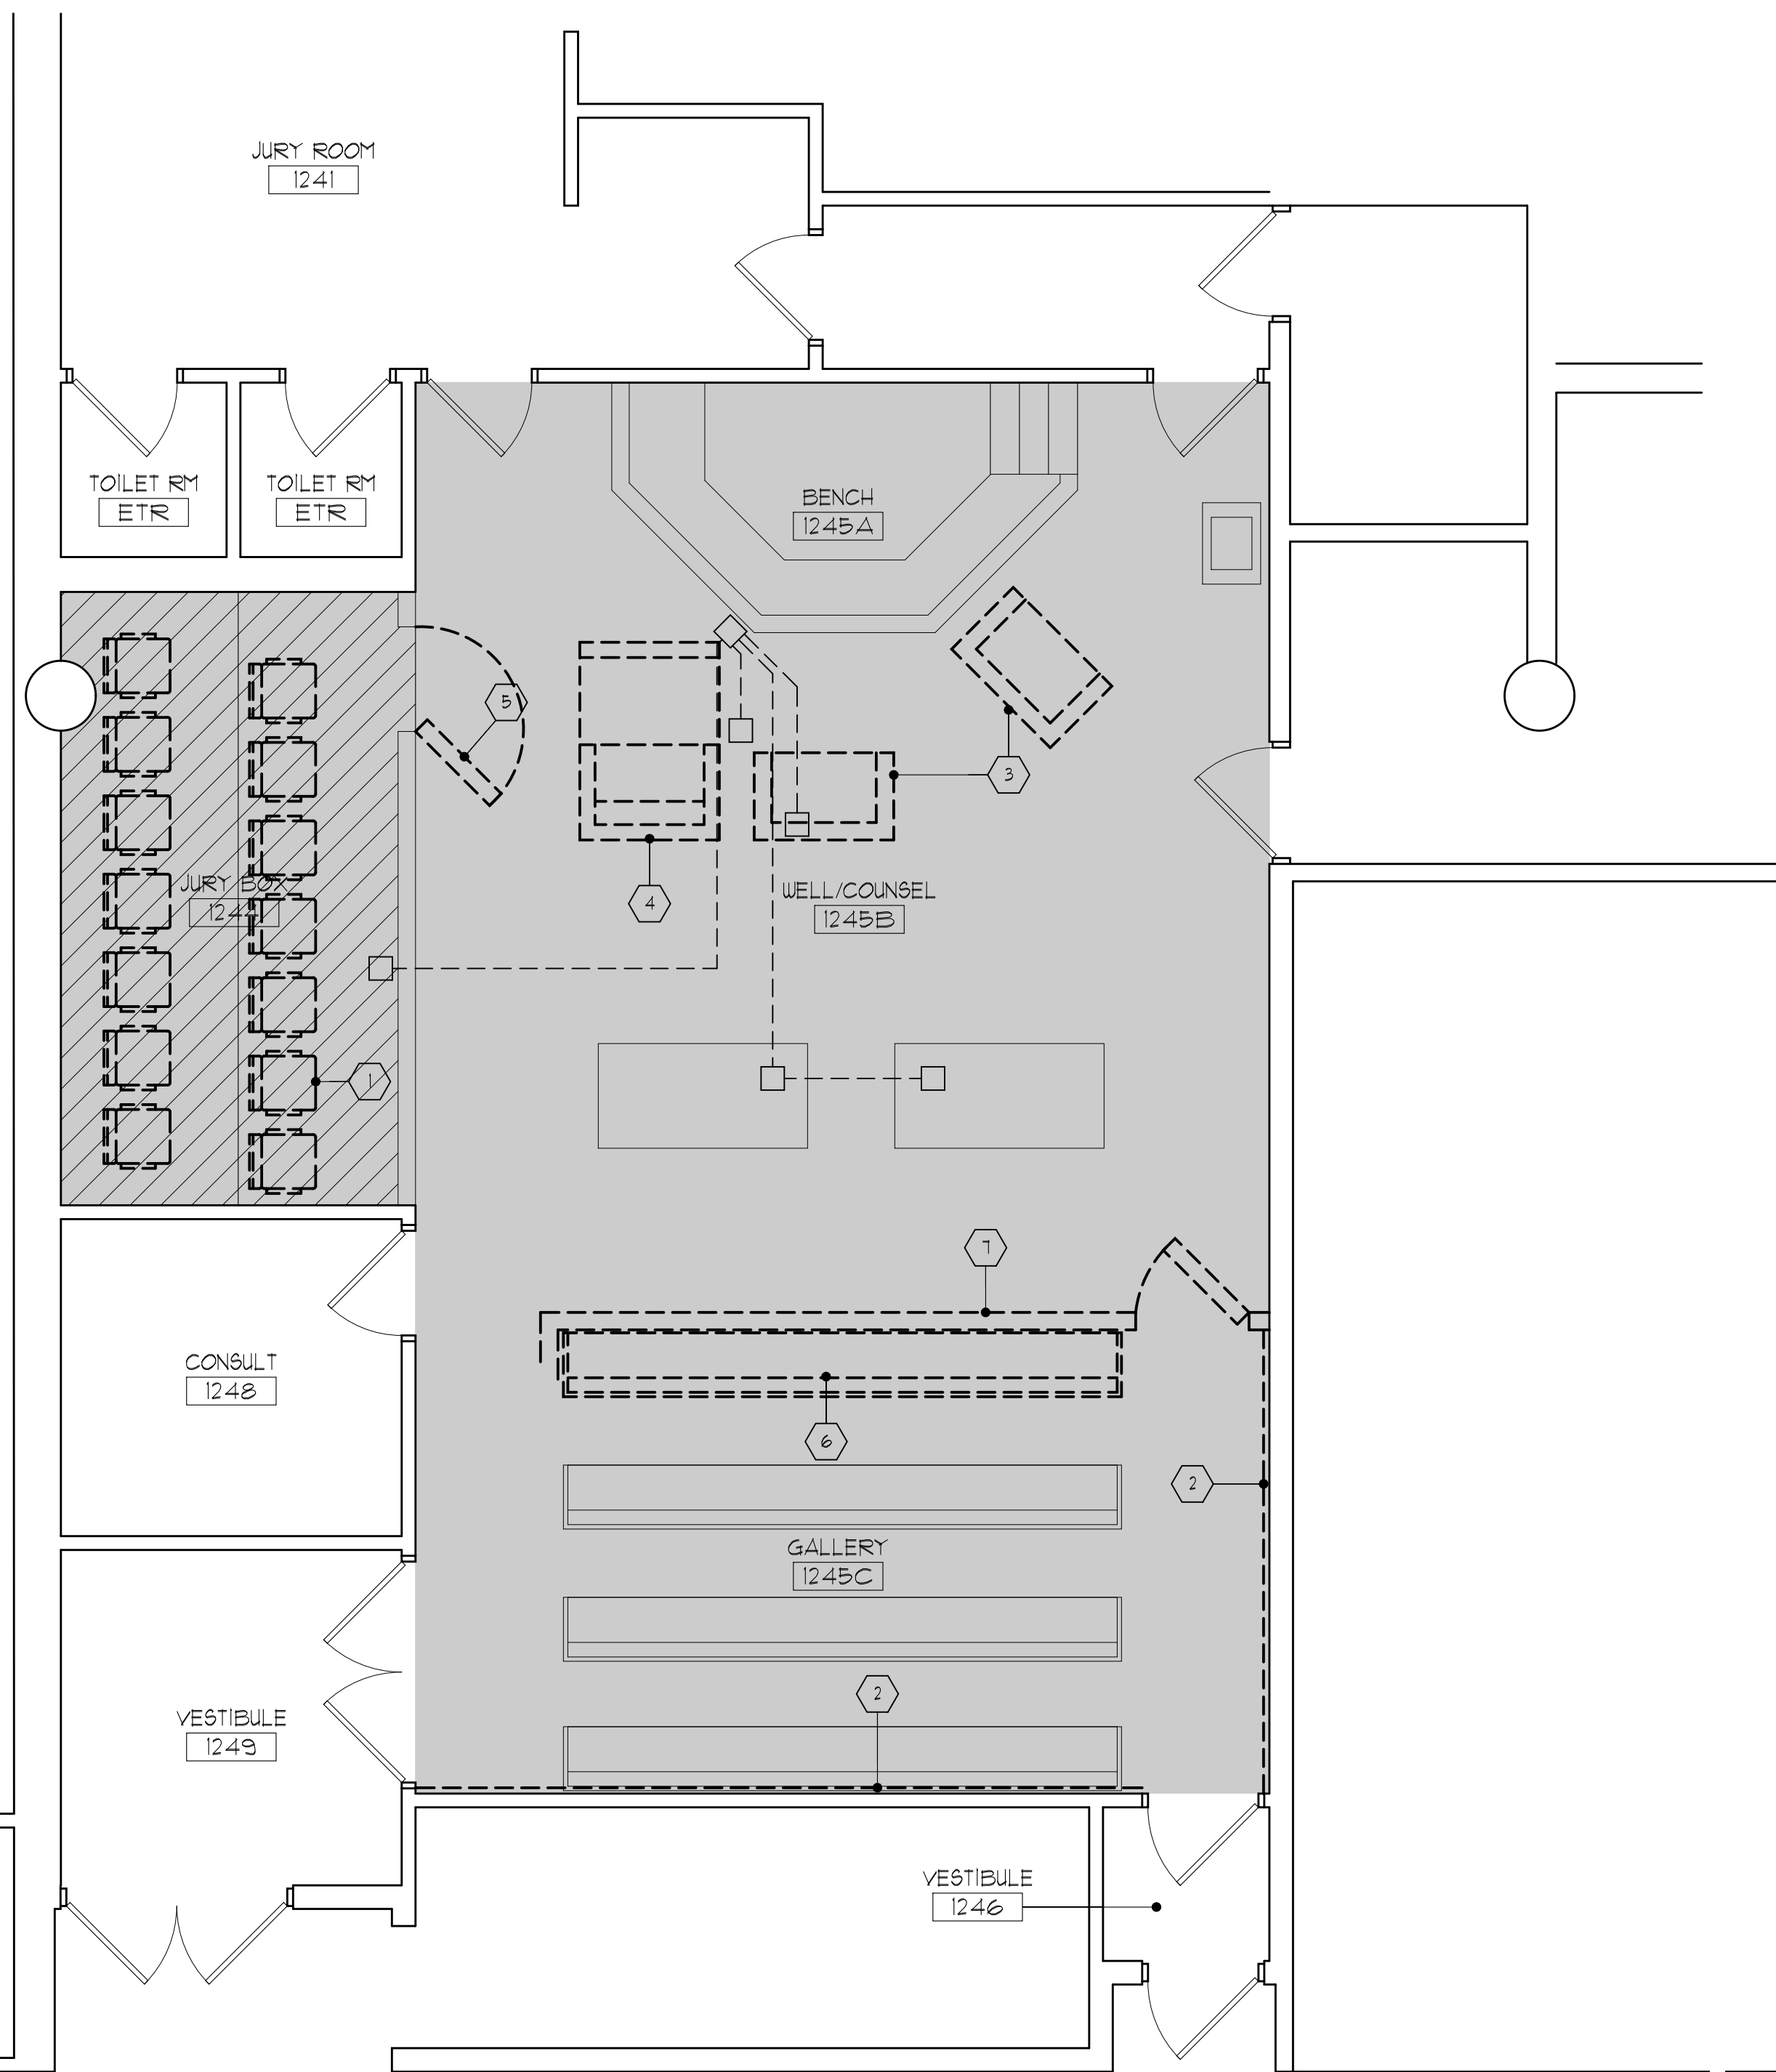 JURY ROOM
1241
TOILET RM
ETR
TOILET RM
ETR
BENCH
1245A
5
3
4
JURY BOX
1244
WELL/COUNSEL
1245B
1
7
CONSULT
1248
6
2
GALLERY
1245C
2
VESTIBULE
1249
VESTIBULE
1246